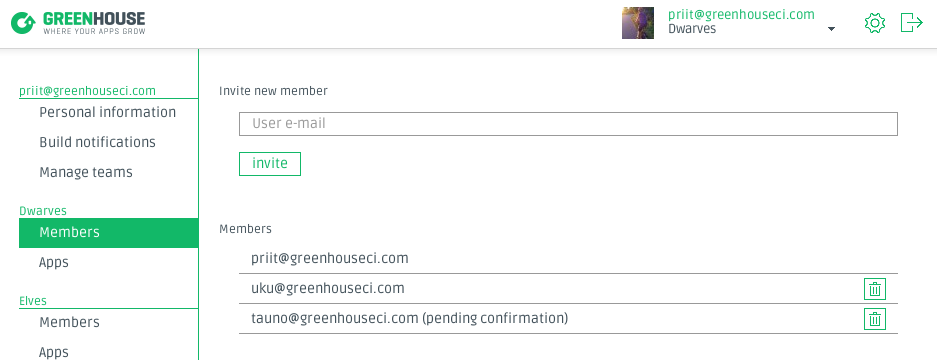 GREENHOUSE
WHERE YOUR APPS GROW
priit@greenhouseci.com
Dwarves
priit@greenhouseci.com
Personal information
Build notifications
Manage teams
Dwarves
Members
Apps
Elves
Members
Apps
Invite new member
User e-mail
invite
Members
priit@greenhouseci.com
uku@greenhouseci.com
tauno@greenhouseci.com (pending confirmation)